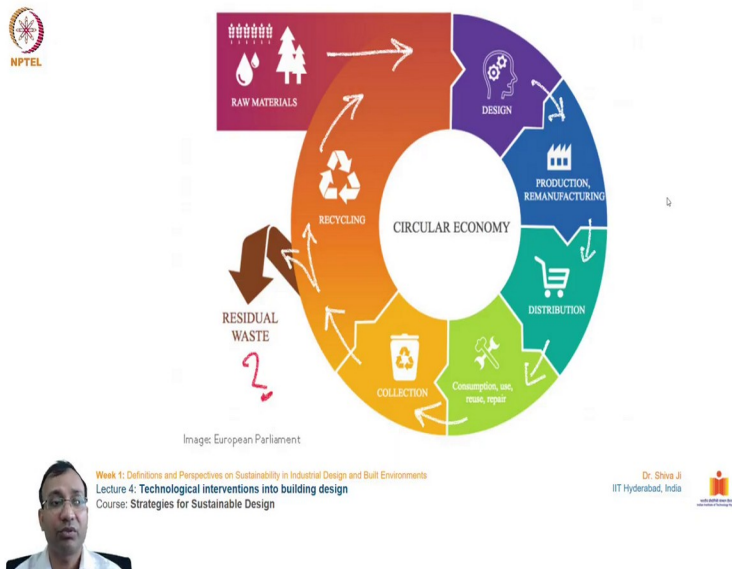 NPTEL
RAW MATERIALS
DESIGN
PRODUCTION,
REMANUFACTURING
RECYCLING
CIRCULAR ECONOMY
DISTRIBUTION
RESIDUAL
WASTE
2
COLLECTION
Consumption, use,
reuse, repair
Image: European Parliament
Week 1: Definitions and Perspectives on Sustainability in Industrial Design and Built Environments
Lecture 4: Technological interventions into building design
Course: Strategies for Sustainable Design
Dr. Shiva Ji
IIT Hyderabad, India